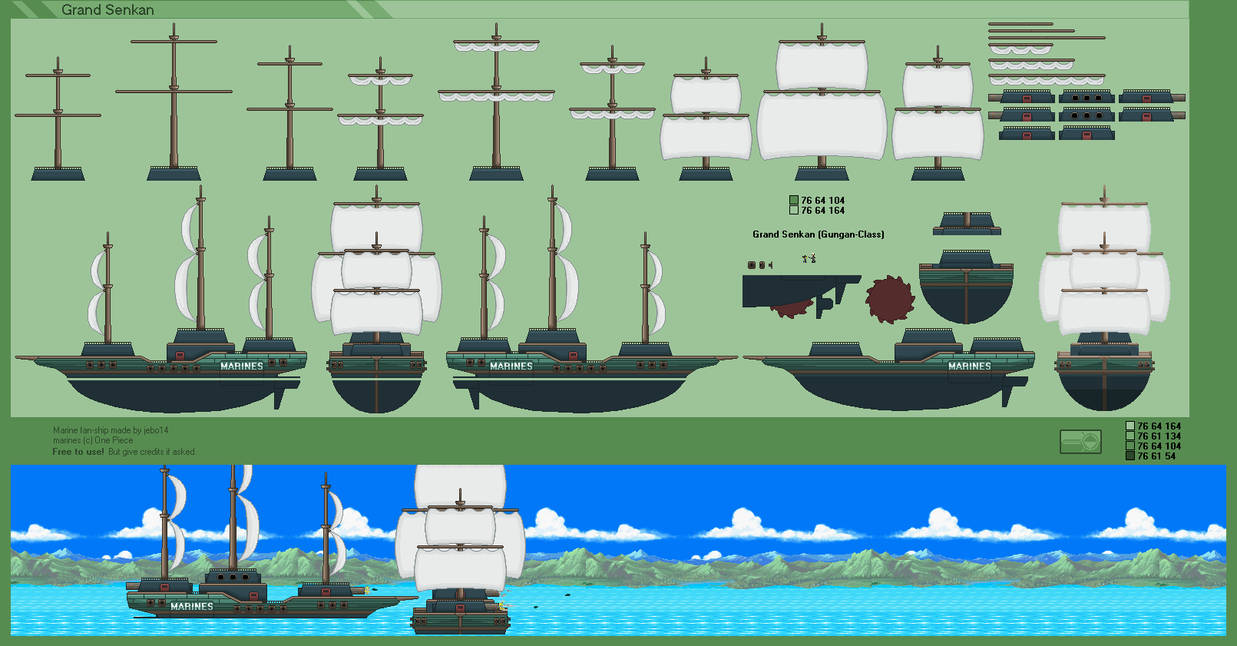 Grand Senkan
76 64 104
76 64 164
Grand Senkan (Gungan-Class)
MARINES
MARINES
MARINES
Marine fan-ship made by jebo14
marines (c) One Piece
Free to use! But give credits if asked.
76 64 164
76 61 134
76 64 104
76 61 54
MARINES